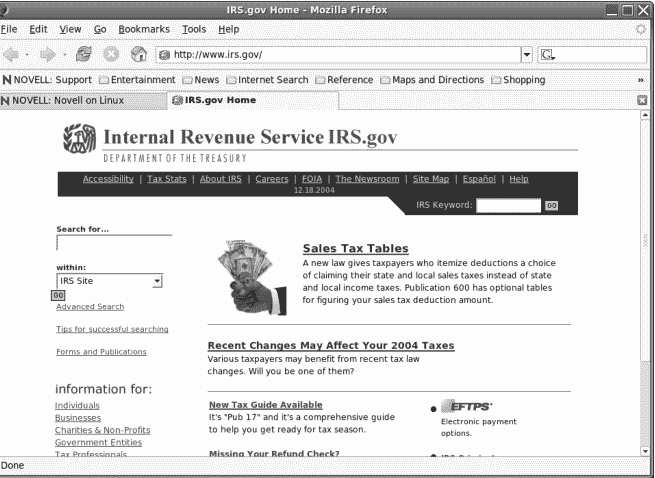 IRS.gov Home - Mozilla Firefox
File Edit View Go Bookmarks Tools Help
http://www.irs.gov/
G
N NOVELL: Support Entertainment News Internet Search Reference Maps and Directions Shopping »
N NOVELL: Novell on Linux IRS.gov Home
Internal Revenue Service IRS.gov
DEPARTMENT OF THE TREASURY
Accessibility | Tax Stats | About IRS | Careers | FOIA | The Newsroom | Site Map | Español | Help
12.18.2004
IRS Keyword: GO
Search for...
within:
IRS Site
GO
Advanced Search
Tips for successful searching
Forms and Publications
information for:
Individuals
Businesses
Charities & Non-Profits
Government Entities
Tax Professionals
Sales Tax Tables
A new law gives taxpayers who itemize deductions a choice
of claiming their state and local sales taxes instead of state
and local income taxes. Publication 600 has optional tables
for figuring your sales tax deduction amount.
Recent Changes May Affect Your 2004 Taxes
Various taxpayers may benefit from recent tax law
changes. Will you be one of them?
New Tax Guide Available
It's "Pub 17" and it's a comprehensive guide
to help you get ready for tax season.
Missing Your Refund Check?
EFTPS
Electronic payment
options.
Done